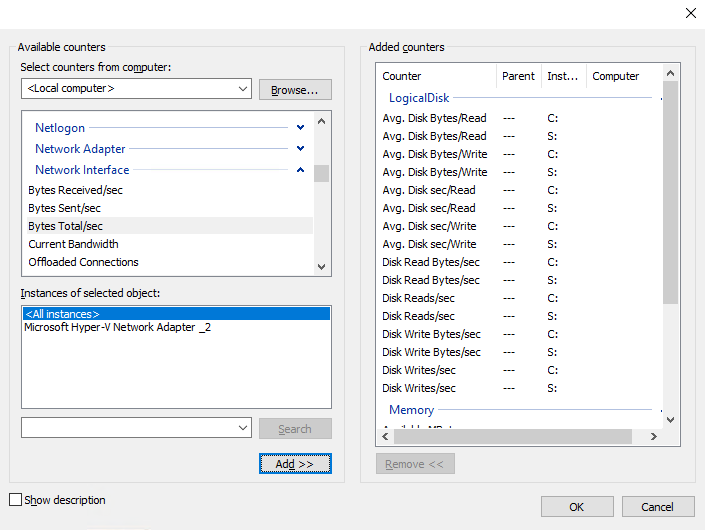 Available counters
Select counters from computer:
<Local computer>
Browse...
Netlogon
Network Adapter
Network Interface
Bytes Received/sec
Bytes Sent/sec
Bytes Total/sec
Current Bandwidth
Offloaded Connections
Instances of selected object:
<All instances>
Microsoft Hyper-V Network Adapter _2
Search
Add >>
Show description
Added counters
Counter Parent Inst... Computer
LogicalDisk
Avg. Disk Bytes/Read --- C:
Avg. Disk Bytes/Read --- S:
Avg. Disk Bytes/Write --- C:
Avg. Disk Bytes/Write --- S:
Avg. Disk sec/Read --- C:
Avg. Disk sec/Read --- S:
Avg. Disk sec/Write --- C:
Avg. Disk sec/Write --- S:
Disk Read Bytes/sec --- C:
Disk Read Bytes/sec --- S:
Disk Reads/sec --- C:
Disk Reads/sec --- S:
Disk Write Bytes/sec --- C:
Disk Write Bytes/sec --- S:
Disk Writes/sec --- C:
Disk Writes/sec --- S:
Memory
Remove <<
OK
Cancel